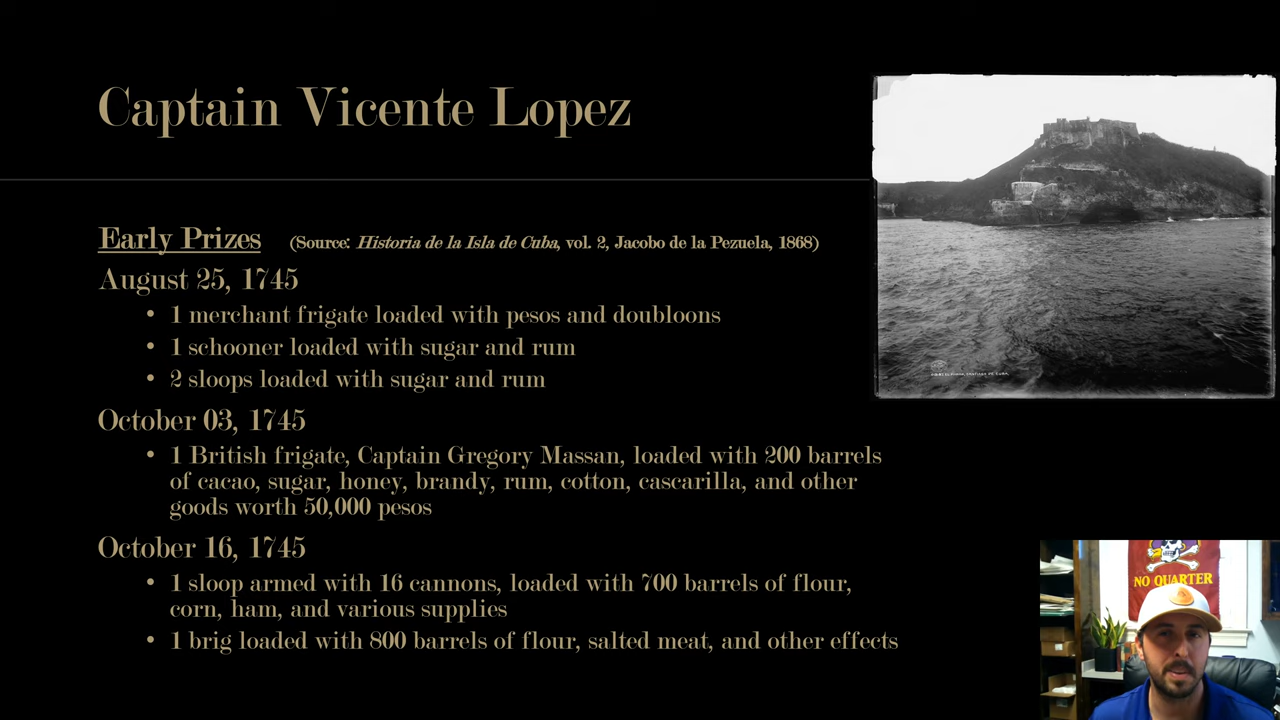 Captain Vicente Lopez
Early Prizes (Source: Historia de la Isla de Cuba, vol. 2, Jacobo de la Pezuela, 1868)
August 25, 1745
• 1 merchant frigate loaded with pesos and doubloons
• 1 schooner loaded with sugar and rum
• 2 sloops loaded with sugar and rum
October 03, 1745
• 1 British frigate, Captain Gregory Massan, loaded with 200 barrels
of cacao, sugar, honey, brandy, rum, cotton, cascarilla, and other
goods worth 50,000 pesos
October 16, 1745
• 1 sloop armed with 16 cannons, loaded with 700 barrels of flour,
corn, ham, and various supplies
• 1 brig loaded with 800 barrels of flour, salted meat, and other effects
NO QUARTER